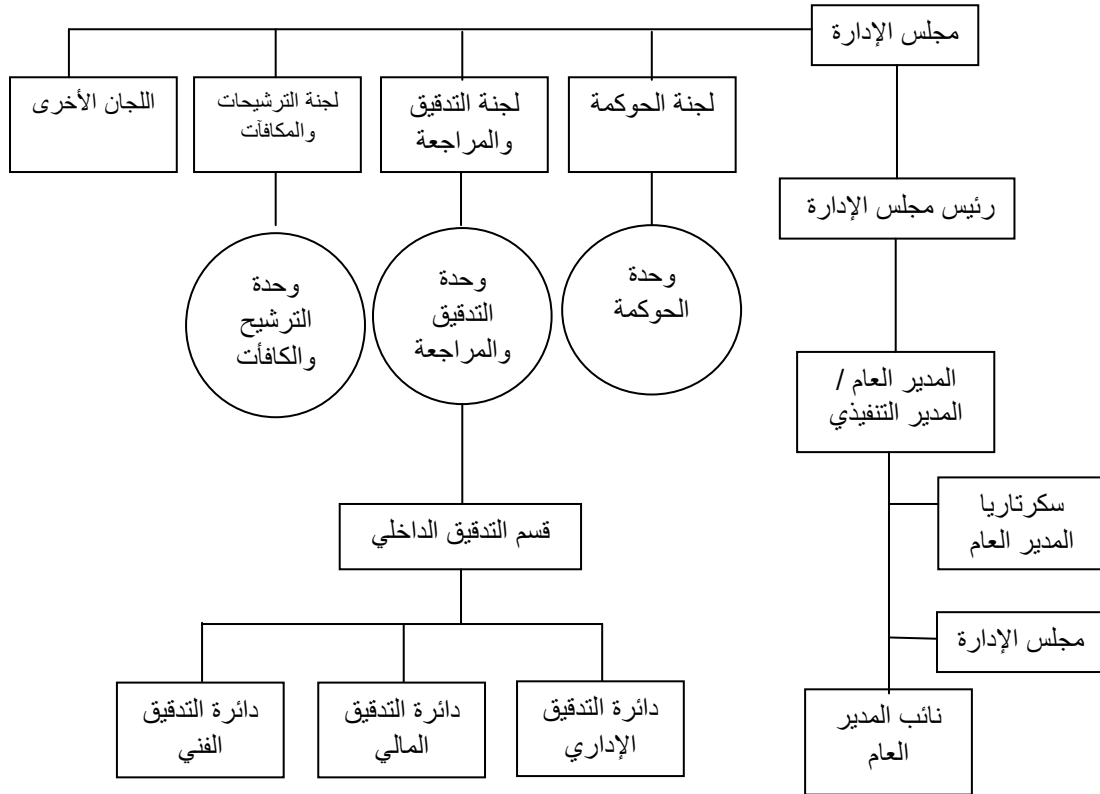 مجلس الإدارة
لجنة الحوكمة
لجنة التدقيق
والمراجعة
لجنة الترشيحات
والمكافآت
اللجان الأخرى
رئيس مجلس الإدارة
وحدة
الحوكمة
وحدة
التدقيق
والمراجعة
وحدة
الترشيح
والكافأت
المدير العام /
المدير التنفيذي
سكرتاريا
المدير العام
قسم التدقيق الداخلي
مجلس الإدارة
نائب المدير
العام
دائرة التدقيق
الإداري
دائرة التدقيق
المالي
دائرة التدقيق
الفني